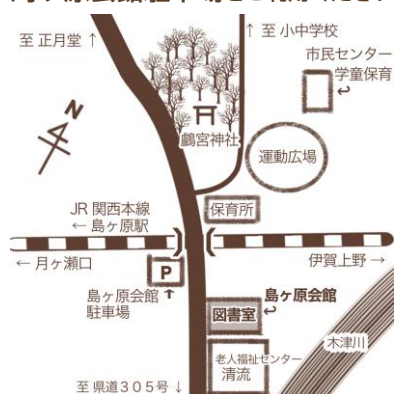 至 正月堂 ↑
↑ 至 小中学校
市民センター
学童保育
N
鸕宮神社
運動広場
JR 関西本線
← 島ヶ原駅
保育所
← 月ヶ瀬口
P
伊賀上野 →
島ヶ原会館
駐車場
島ヶ原会館
図書室
木津川
老人福祉センター
清流
至 県道305号 ↓